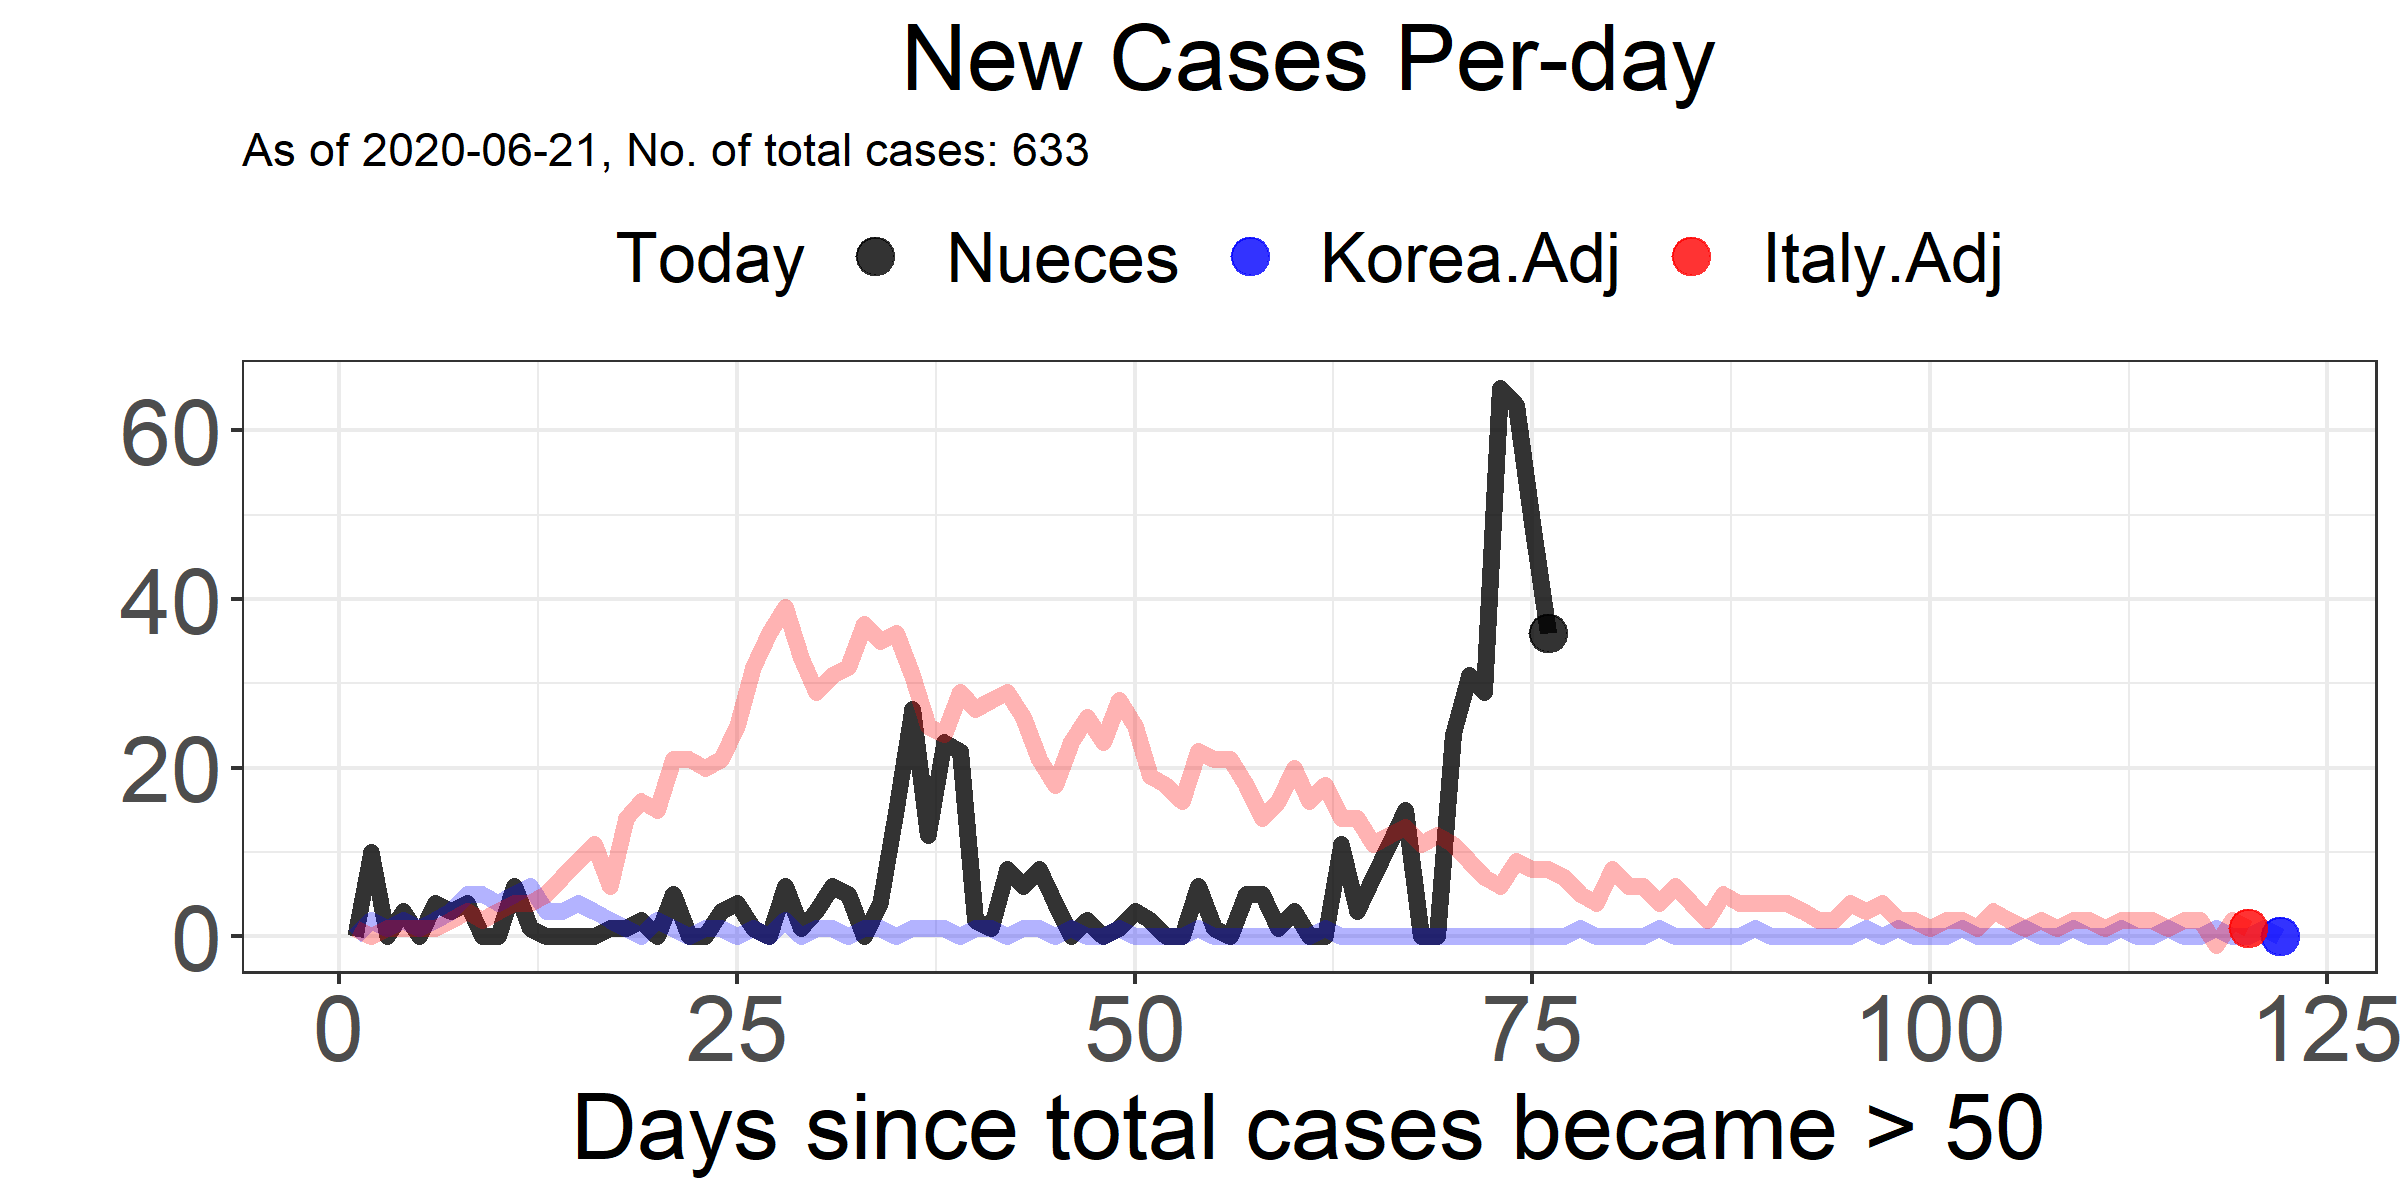 New Cases Per-day
As of 2020-06-21, No. of total cases: 633
Today Nueces Korea.Adj Italy.Adj
60
40
20
0
0 25 50 75 100 125
Days since total cases became > 50